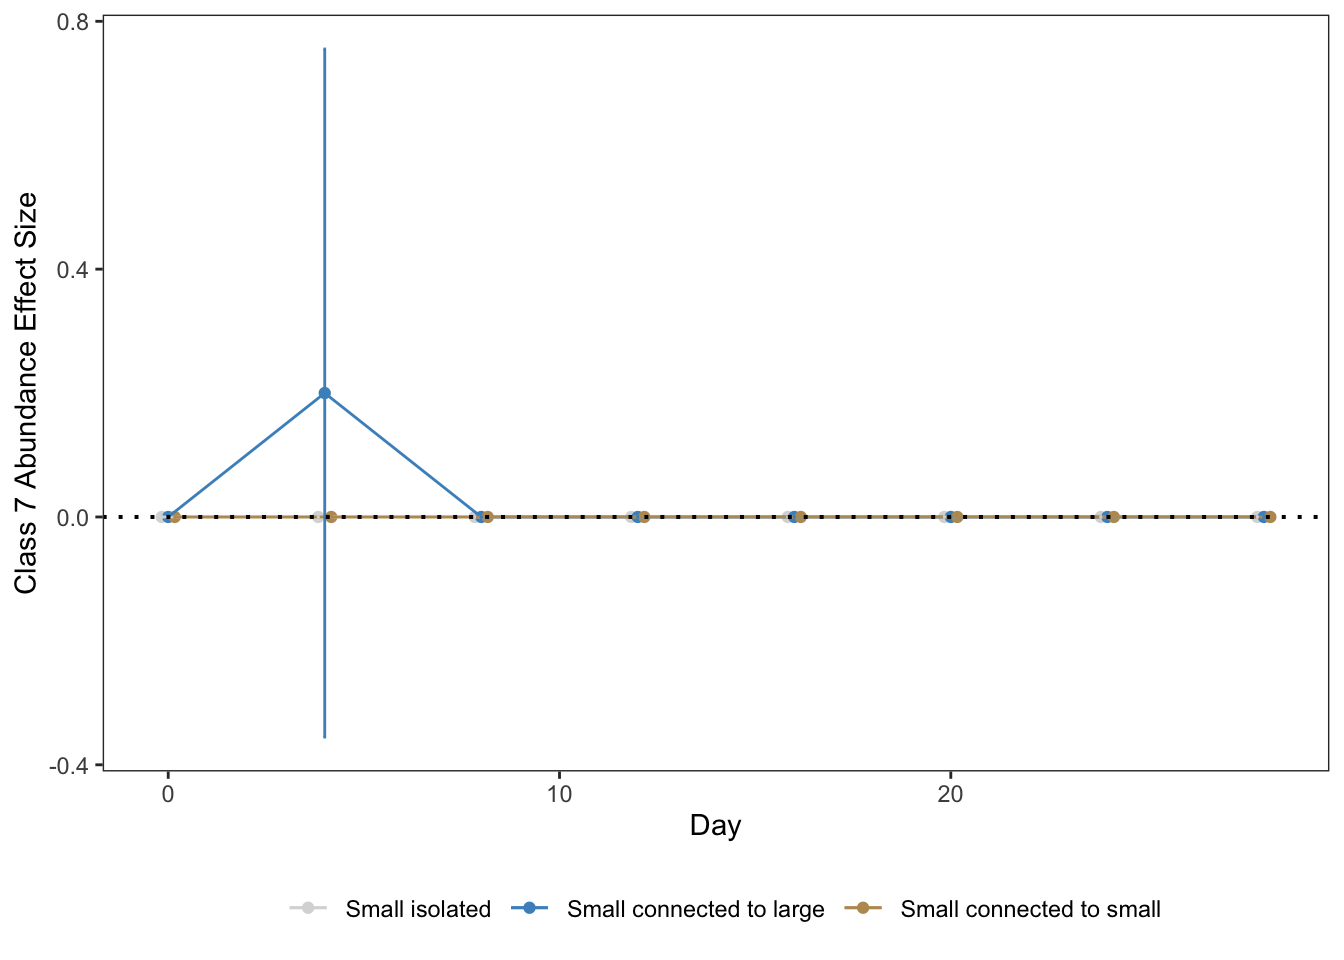 Class 7 Abundance Effect Size
0.8
0.4
0.0
-0.4
0 10 20
Day
Small isolated Small connected to large Small connected to small